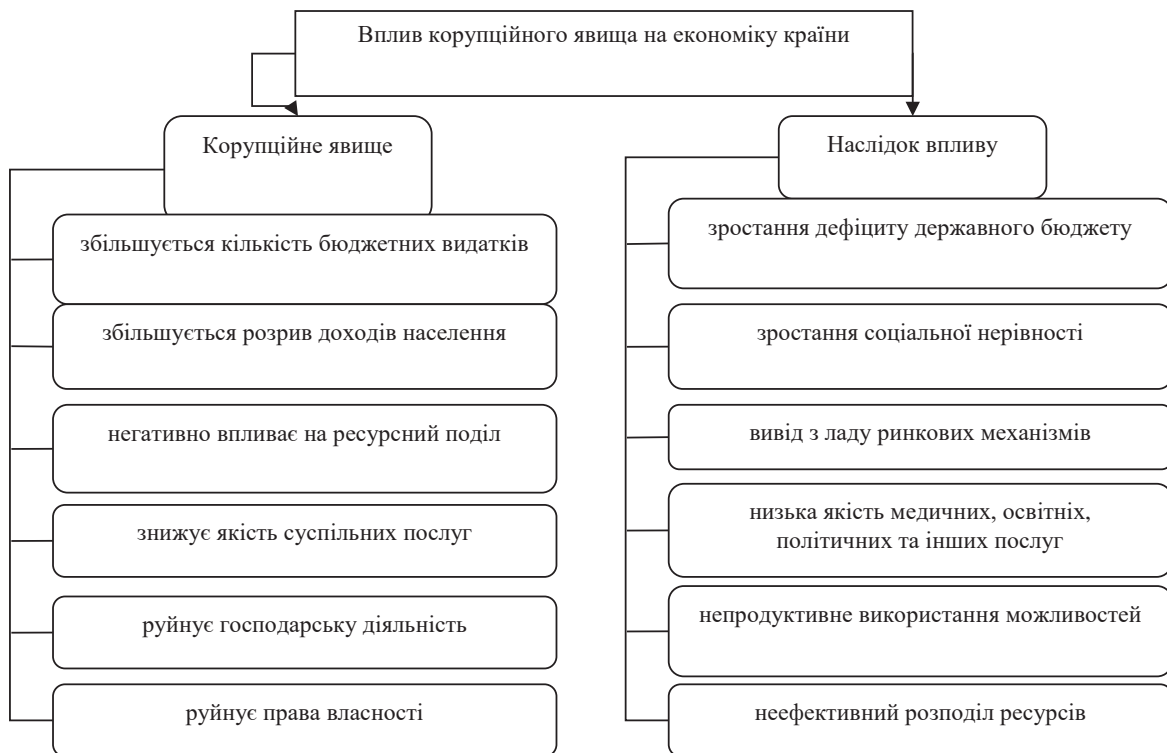 Вплив корупційного явища на економіку країни
Корупційне явище
збільшується кількість бюджетних видатків
збільшується розрив доходів населення
негативно впливає на ресурсний поділ
знижує якість суспільних послуг
руйнує господарську діяльність
руйнує права власності
Наслідок впливу
зростання дефіциту державного бюджету
зростання соціальної нерівності
вивід з ладу ринкових механізмів
низька якість медичних, освітніх,
політичних та інших послуг
непродуктивне використання можливостей
неефективний розподіл ресурсів